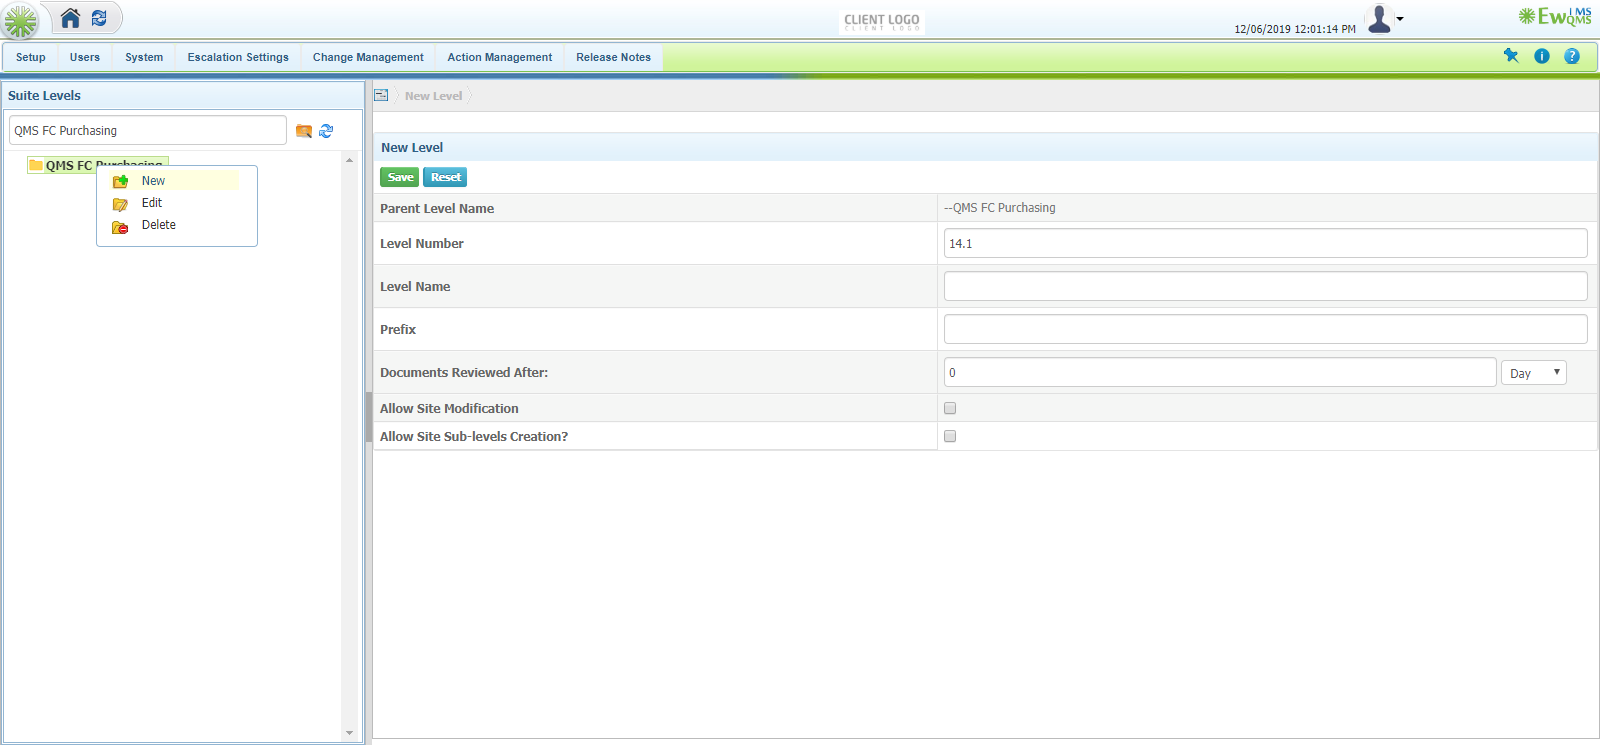 CLIENT LOGO
CLIENT LOGO
12/06/2019 12:01:14 PM
Ew IMS QMS
Setup Users System Escalation Settings Change Management Action Management Release Notes
Suite Levels
QMS FC Purchasing
QMS FC Purchasing
New
Edit
Delete
New Level
New Level
Save Reset
Parent Level Name --QMS FC Purchasing
Level Number 14.1
Level Name
Prefix
Documents Reviewed After: 0 Day
Allow Site Modification
Allow Site Sub-levels Creation?